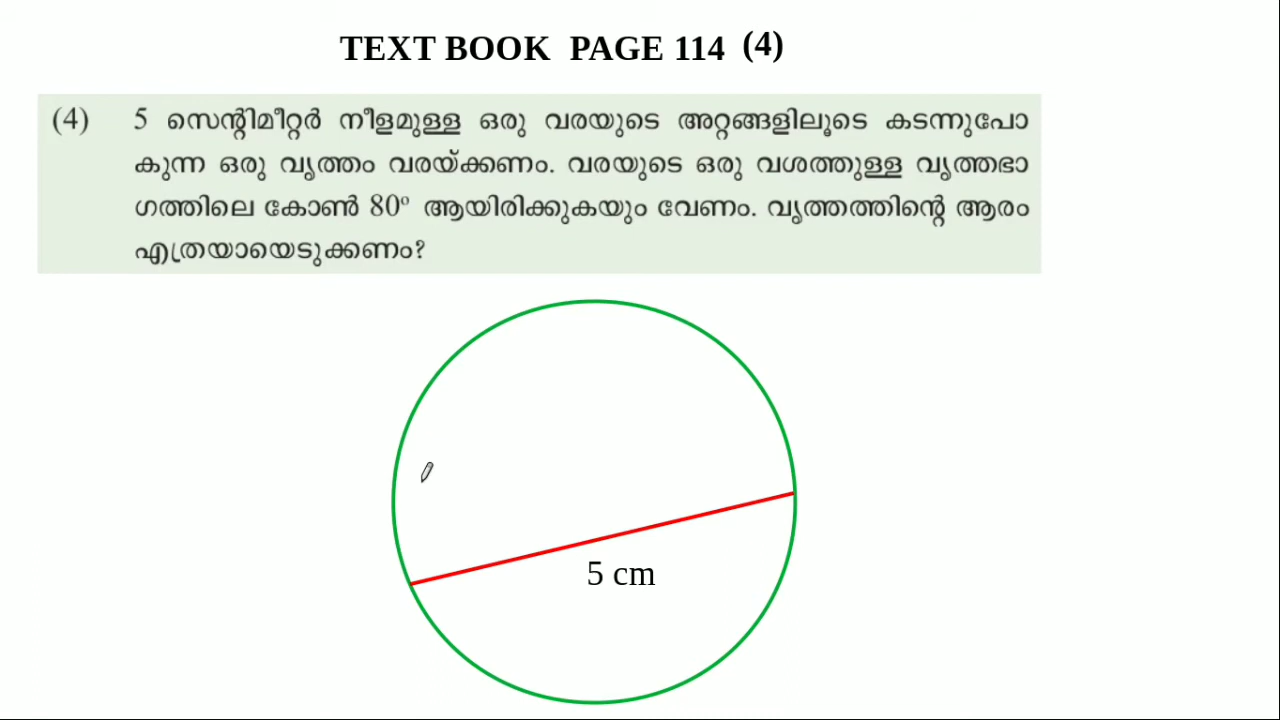 TEXT BOOK PAGE 114 (4)
(4) 5 സെന്റിമീറ്റർ നീളമുള്ള ഒരു വരയുടെ അറ്റങ്ങളിലൂടെ കടന്നുപോ
കുന്ന ഒരു വൃത്തം വരയ്ക്കണം. വരയുടെ ഒരു വശത്തുള്ള വൃത്തഭാ
ഗത്തിലെ കോൺ 80° ആയിരിക്കുകയും വേണം. വൃത്തത്തിന്റെ ആരം
എത്രയായെടുക്കണം?
5 cm